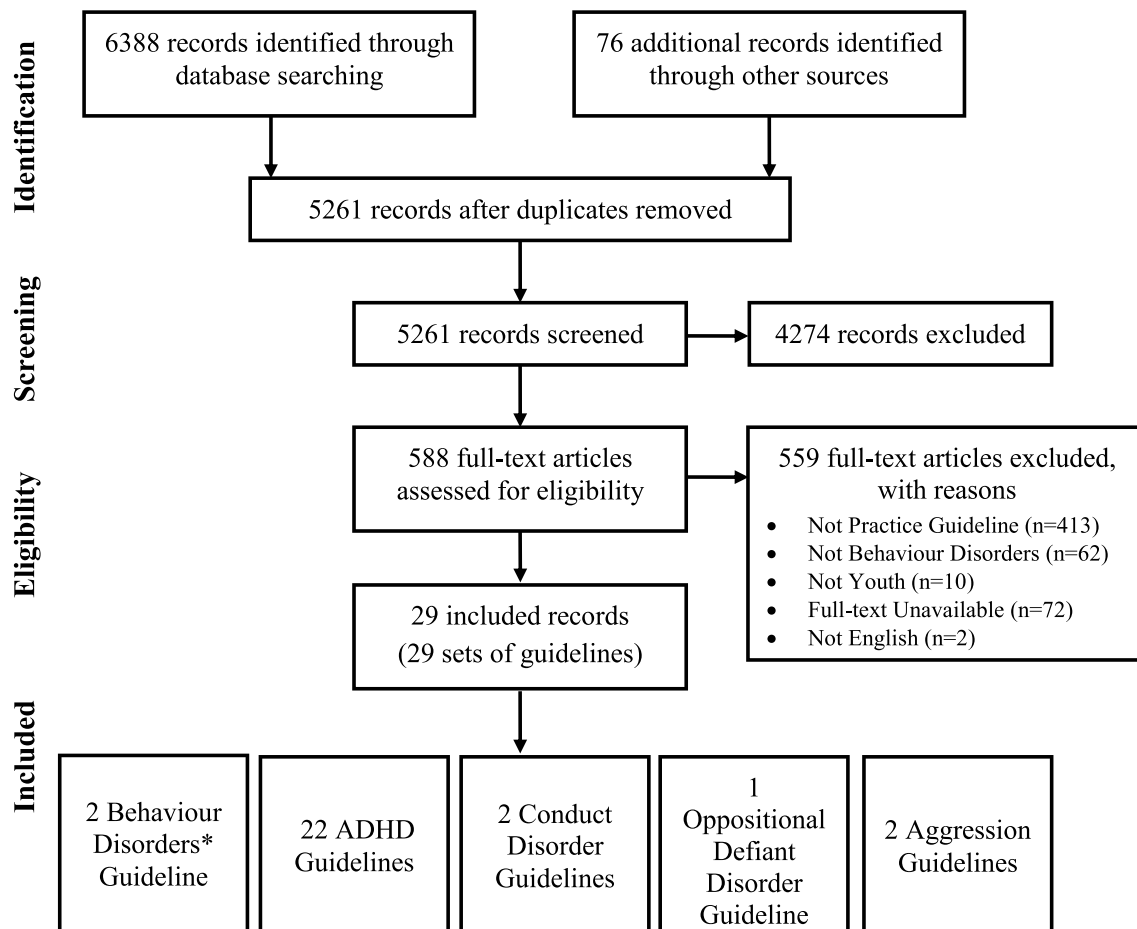 Identification
6388 records identified through
database searching
76 additional records identified
through other sources
5261 records after duplicates removed
Screening
5261 records screened
4274 records excluded
Eligibility
588 full-text articles
assessed for eligibility
559 full-text articles excluded,
with reasons
• Not Practice Guideline (n=413)
• Not Behaviour Disorders (n=62)
• Not Youth (n=10)
• Full-text Unavailable (n=72)
• Not English (n=2)
29 included records
(29 sets of guidelines)
Included
2 Behaviour
Disorders*
Guideline
22 ADHD
Guidelines
2 Conduct
Disorder
Guidelines
1
Oppositional
Defiant
Disorder
Guideline
2 Aggression
Guidelines